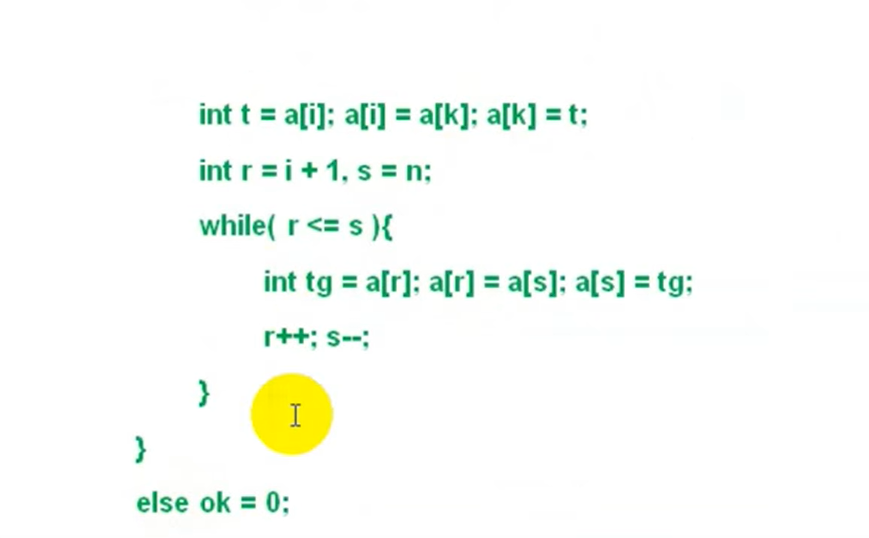 int t = a[i]; a[i] = a[k]; a[k] = t;
int r = i + 1, s = n;
while( r <= s ){
int tg = a[r]; a[r] = a[s]; a[s] = tg;
r++; s--;
}
}
else ok = 0;